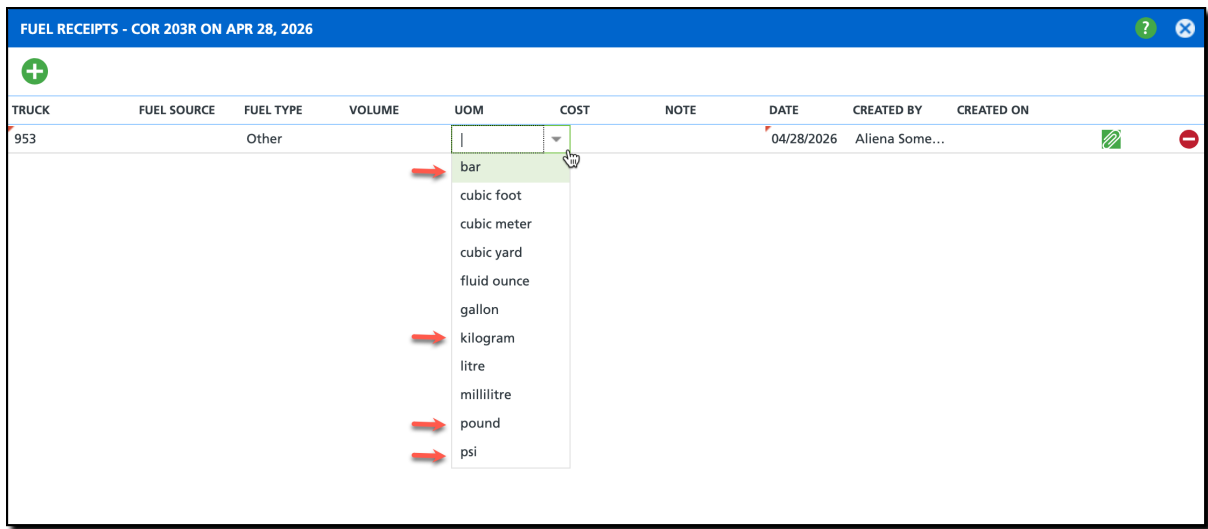 FUEL RECEIPTS - COR 203R ON APR 28, 2026 ?
TRUCK FUEL SOURCE FUEL TYPE VOLUME UOM COST NOTE DATE CREATED BY CREATED ON
953 Other 04/28/2026 Aliena Some...
bar
cubic foot
cubic meter
cubic yard
fluid ounce
gallon
kilogram
litre
millilitre
pound
psi